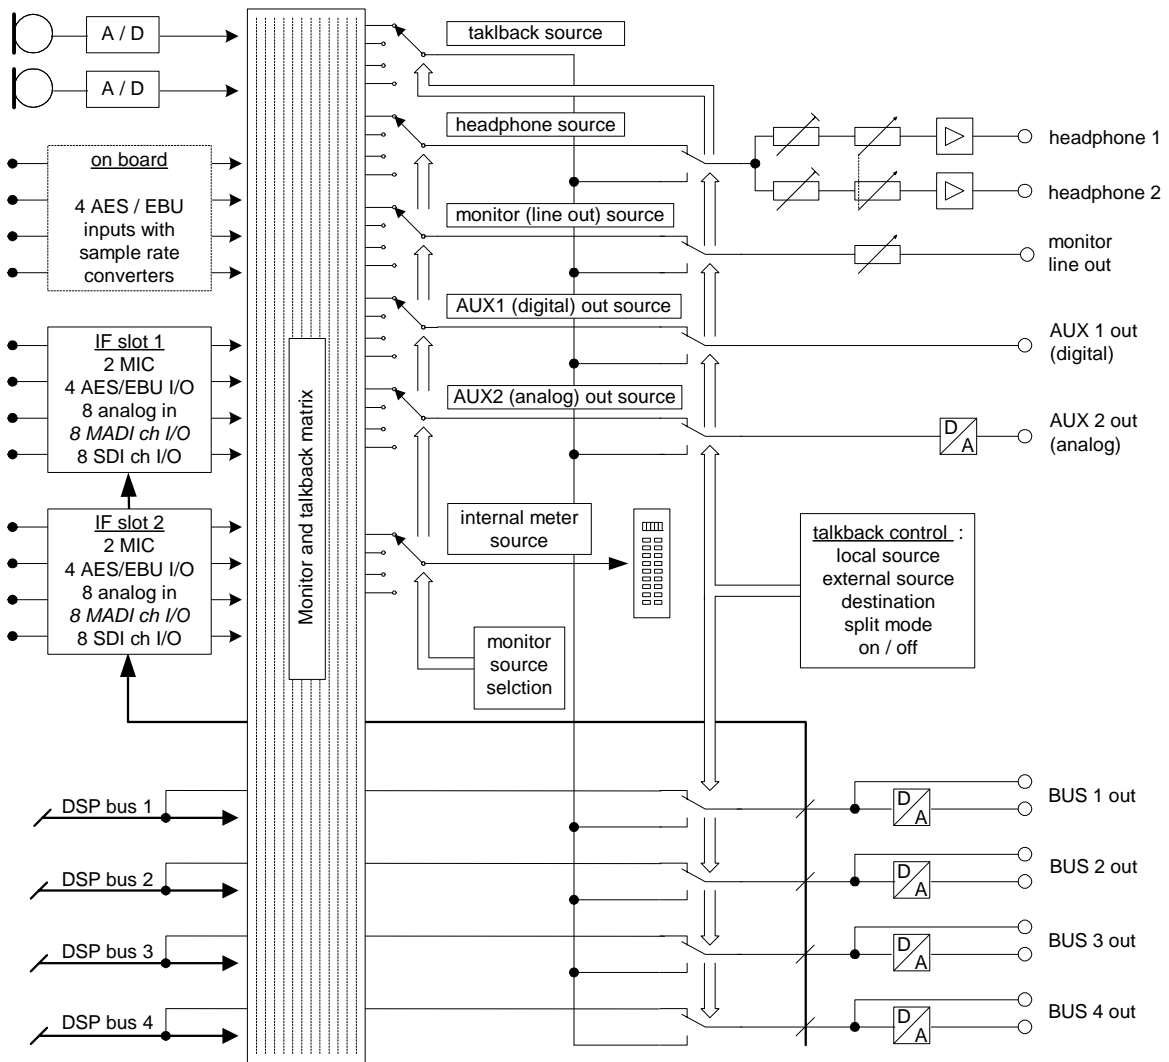 A / D
taklback source
A / D
headphone source
headphone 1
on board
4 AES / EBU
inputs with
sample rate
converters
headphone 2
monitor (line out) source
monitor
line out
AUX1 (digital) out source
AUX 1 out
(digital)
IF slot 1
2 MIC
4 AES/EBU I/O
8 analog in
8 MADI ch I/O
8 SDI ch I/O
AUX2 (analog) out source
D
A
AUX 2 out
(analog)
Monitor and talkback matrix
IF slot 2
2 MIC
4 AES/EBU I/O
8 analog in
8 MADI ch I/O
8 SDI ch I/O
internal meter
source
talkback control :
local source
external source
destination
split mode
on / off
monitor
source
selction
DSP bus 1
D
A
BUS 1 out
DSP bus 2
D
A
BUS 2 out
DSP bus 3
D
A
BUS 3 out
DSP bus 4
D
A
BUS 4 out